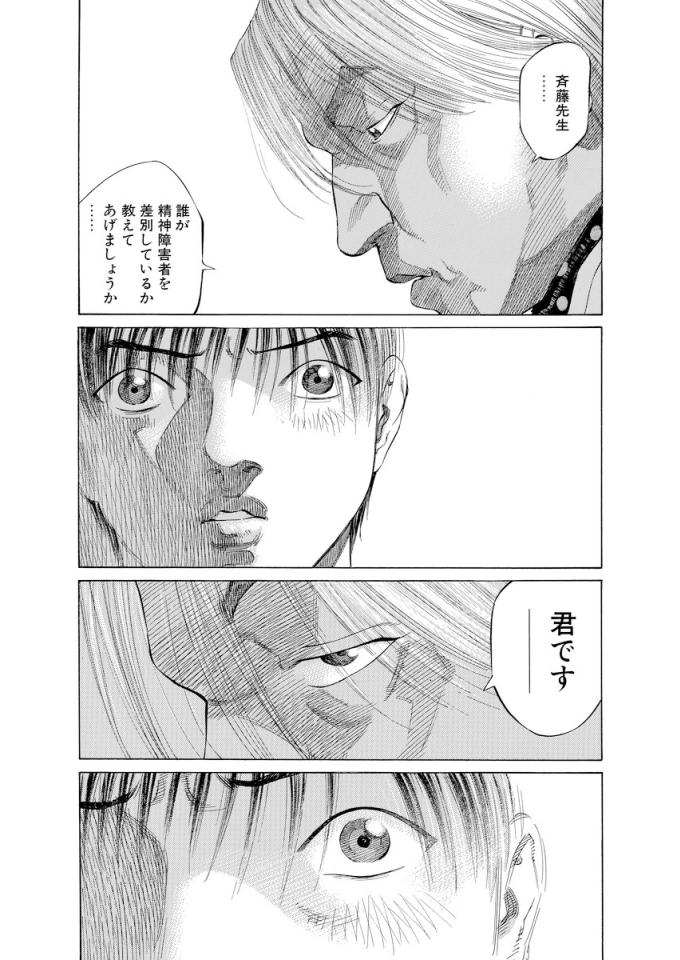 斉藤先生
……
誰が
精神障害者を
差別しているか
教えて
あげましょうか
……
君です
――